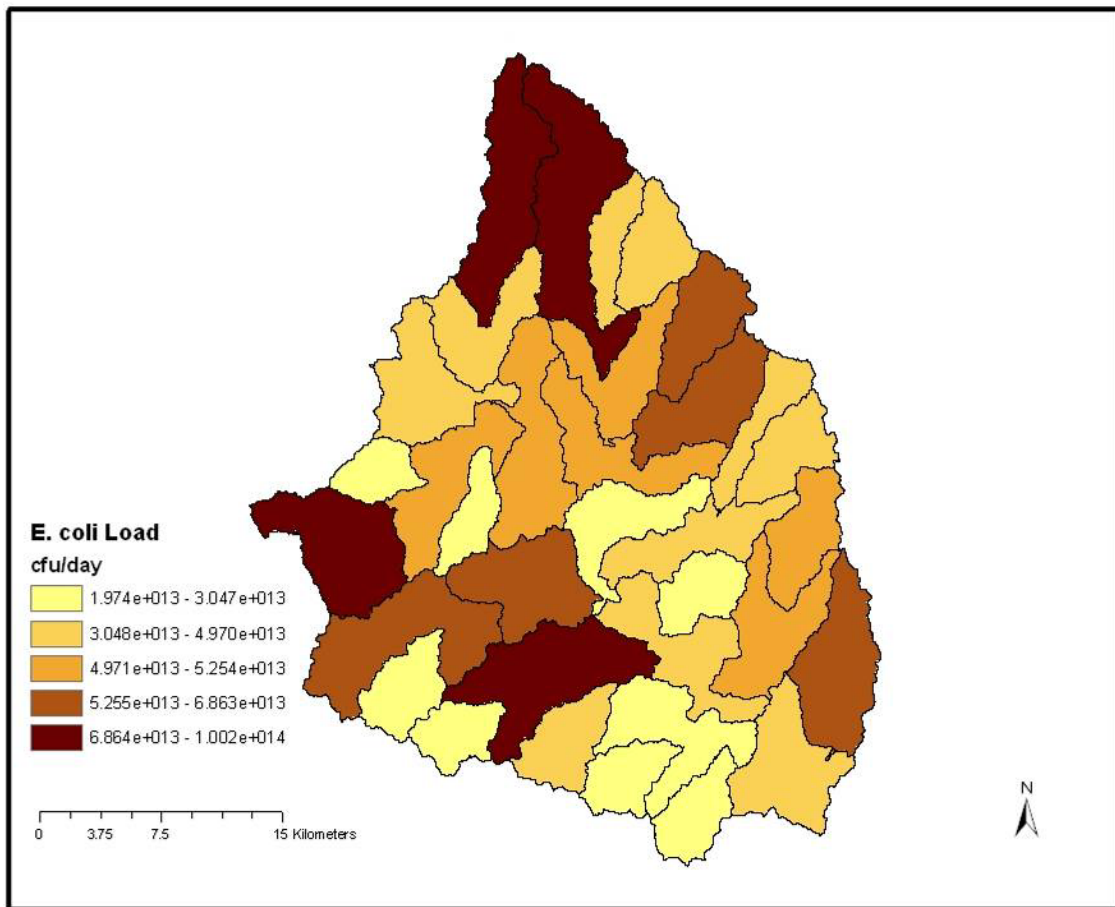 E. coli Load
cfu/day
1.974e+013 - 3.047e+013
3.048e+013 - 4.970e+013
4.971e+013 - 5.254e+013
5.255e+013 - 6.863e+013
6.864e+013 - 1.002e+014
0 3.75 7.5 15 Kilometers
N